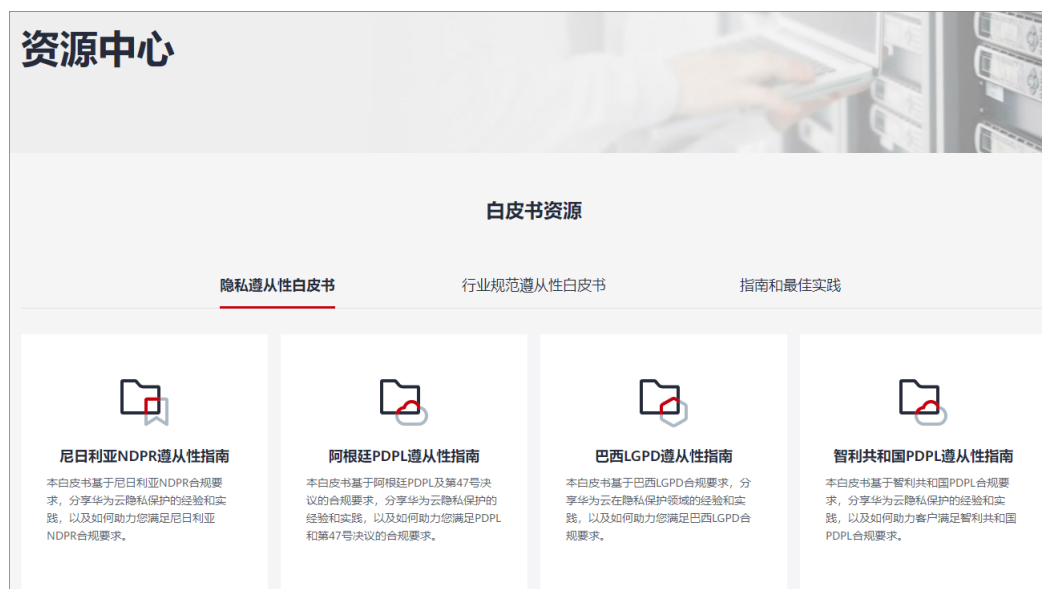 资源中心
白皮书资源
隐私遵从性白皮书
行业规范遵从性白皮书
指南和最佳实践
尼日利亚NDPR遵从性指南
本白皮书基于尼日利亚NDPR合规要
求，分享华为云隐私保护的经验和实
践，以及如何助力您满足尼日利亚
NDPR合规要求。
阿根廷PDPL遵从性指南
本白皮书基于阿根廷PDPL及第47号决
议的合规要求，分享华为云隐私保护的
经验和实践，以及如何助力您满足PDPL
和第47号决议的合规要求。
巴西LGPD遵从性指南
本白皮书基于巴西LGPD合规要求，分
享华为云在隐私保护领域的经验和实
践，以及如何助力您满足巴西LGPD合
规要求。
智利共和国PDPL遵从性指南
本白皮书基于智利共和国PDPL合规要
求，分享华为云隐私保护的经验和实
践，以及如何助力客户满足智利共和国
PDPL合规要求。